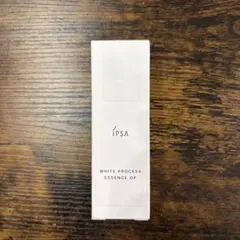 IPSA
WHITE PROCESS
ESSENCE OP